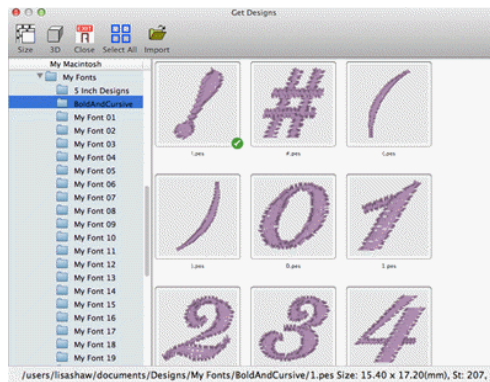 Get Designs
Size 3D Close Select All Import
EXIT
My Macintosh
My Fonts
5 Inch Designs
BoldAndCursive
My Font 01
My Font 02
My Font 03
My Font 04
My Font 05
My Font 06
My Font 07
My Font 08
My Font 09
My Font 10
My Font 11
My Font 12
My Font 13
My Font 14
My Font 15
My Font 16
My Font 17
My Font 18
My Font 19
! # (
#.pes (.pes
) 0 1
).pes 0.pes 1.pes
2 3 4
/users/lisashaw/documents/Designs/My Fonts/BoldAndCursive/1.pes Size: 15.40 x 17.20(mm), St: 207,